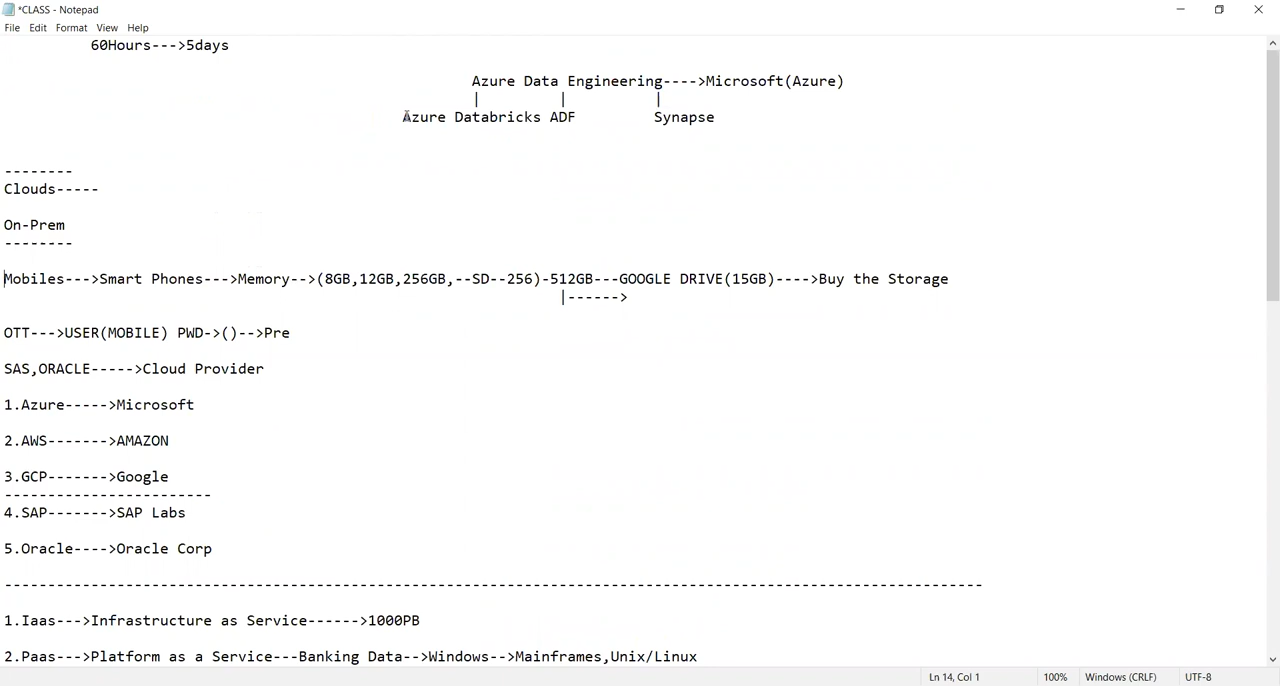 *CLASS - Notepad
File Edit Format View Help
60Hours--->5days
Azure Data Engineering---->Microsoft(Azure)
| | |
Azure Databricks ADF Synapse
--------
Clouds-----
On-Prem
--------
Mobiles--->Smart Phones--->Memory-->(8GB,12GB,256GB,--SD--256)-512GB---GOOGLE DRIVE(15GB)---->Buy the Storage
|------>
OTT--->USER(MOBILE) PWD->()-->Pre
SAS,ORACLE----->Cloud Provider
1.Azure----->Microsoft
2.AWS------->AMAZON
3.GCP------->Google
------------------------
4.SAP------->SAP Labs
5.Oracle---->Oracle Corp
-----------------------------------------------------------------------------------------------------------------
1.Iaas--->Infrastructure as Service------>1000PB
2.Paas--->Platform as a Service---Banking Data-->Windows-->Mainframes,Unix/Linux
Ln 14, Col 1 100% Windows (CRLF) UTF-8